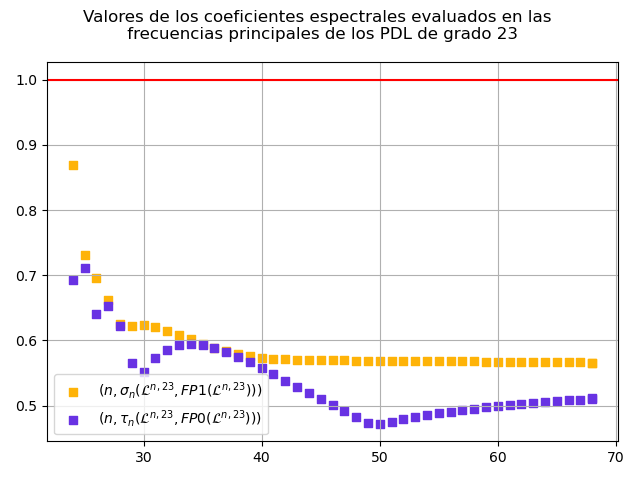 Valores de los coeficientes espectrales evaluados en las
frecuencias principales de los PDL de grado 23
1.0
0.9
0.8
0.7
0.6
0.5
(n, σₙ(ℒⁿ,²³, FP1(ℒⁿ,²³)))
(n, τₙ(ℒⁿ,²³, FP0(ℒⁿ,²³)))
30 40 50 60 70